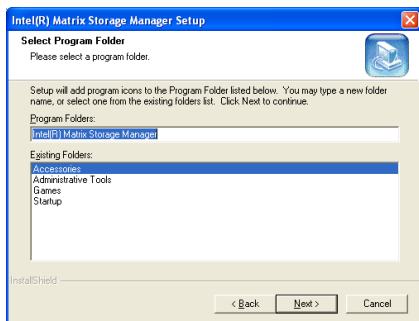 Intel(R) Matrix Storage Manager Setup
Select Program Folder
Please select a program folder.
Setup will add program icons to the Program Folder listed below. You may type a new folder
name, or select one from the existing folders list. Click Next to continue.
Program Folders:
Intel(R) Matrix Storage Manager
Existing Folders:
Accessories
Administrative Tools
Games
Startup
InstallShield
< Back
Next >
Cancel